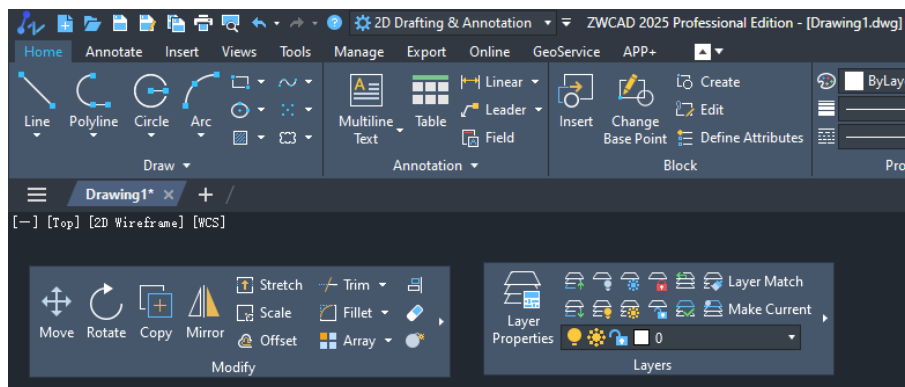 2D Drafting & Annotation ZWCAD 2025 Professional Edition - [Drawing1.dwg]
Home Annotate Insert Views Tools Manage Export Online GeoService APP+
Line Polyline Circle Arc
Draw
Multiline Text
Table
Linear
Leader
Field
Annotation
Insert
Change Base Point
Create
Edit
Define Attributes
Block
ByLay
Pro
Drawing1* × +
[-] [Top] [2D Wireframe] [WCS]
Move Rotate Copy Mirror
Stretch Trim
Scale Fillet
Offset Array
Modify
Layer Properties
Layer Match
Make Current
0
Layers